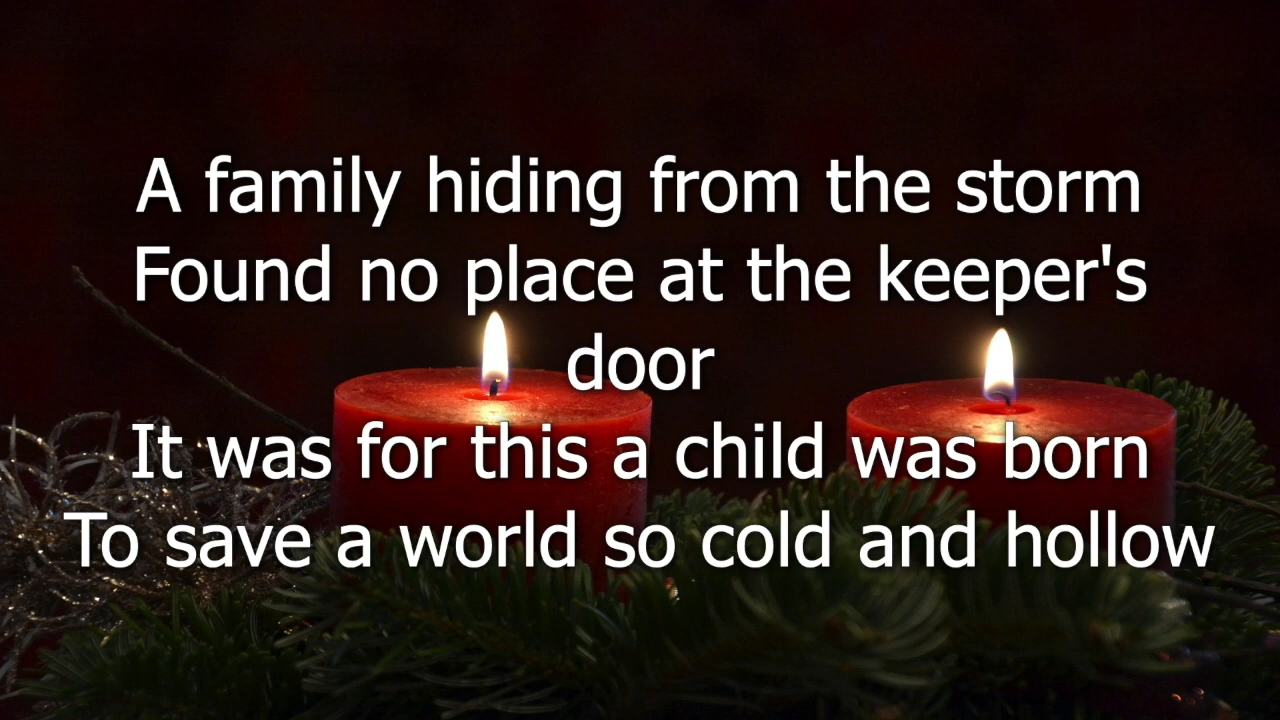 A family hiding from the storm
Found no place at the keeper's
door
It was for this a child was born
To save a world so cold and hollow